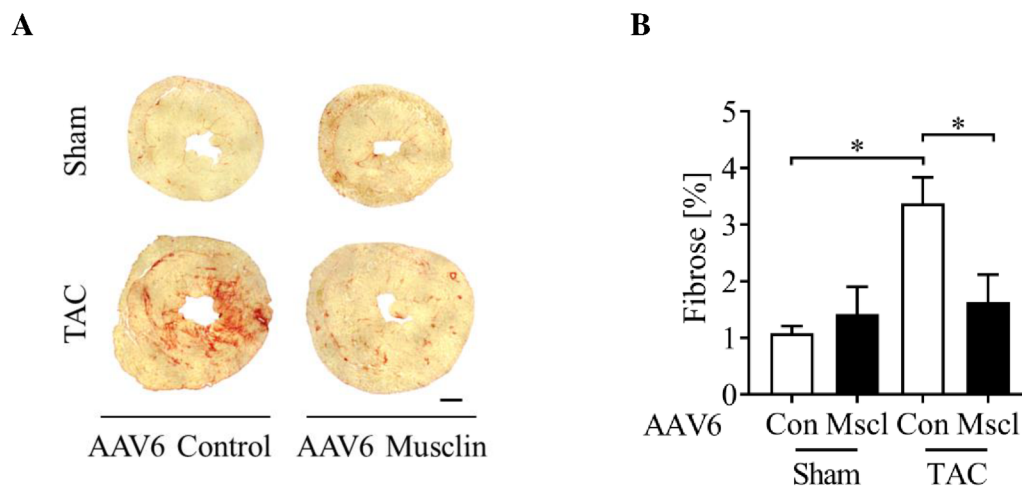 A
Sham
TAC
AAV6 Control
AAV6 Musclin
B
Fibrose [%]
5
4
3
2
1
0
*
*
AAV6
Con Mscl Con Mscl
Sham
TAC